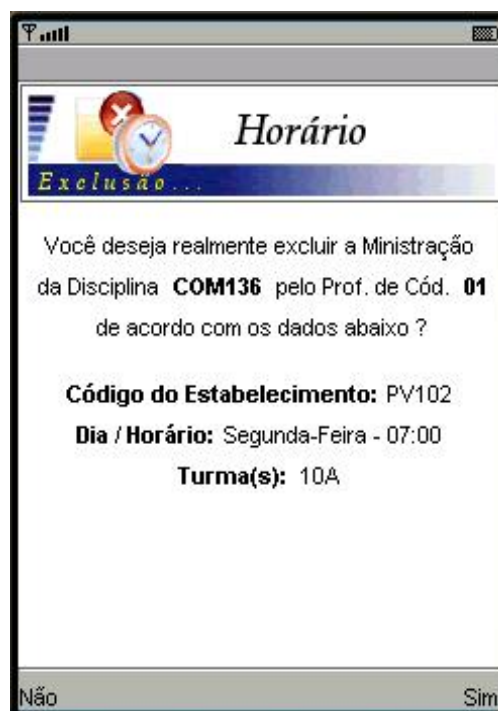 Horário
Exclusão...
Você deseja realmente excluir a Ministração
da Disciplina COM136 pelo Prof. de Cód. 01
de acordo com os dados abaixo ?
Código do Estabelecimento: PV102
Dia / Horário: Segunda-Feira - 07:00
Turma(s): 10A
Não Sim